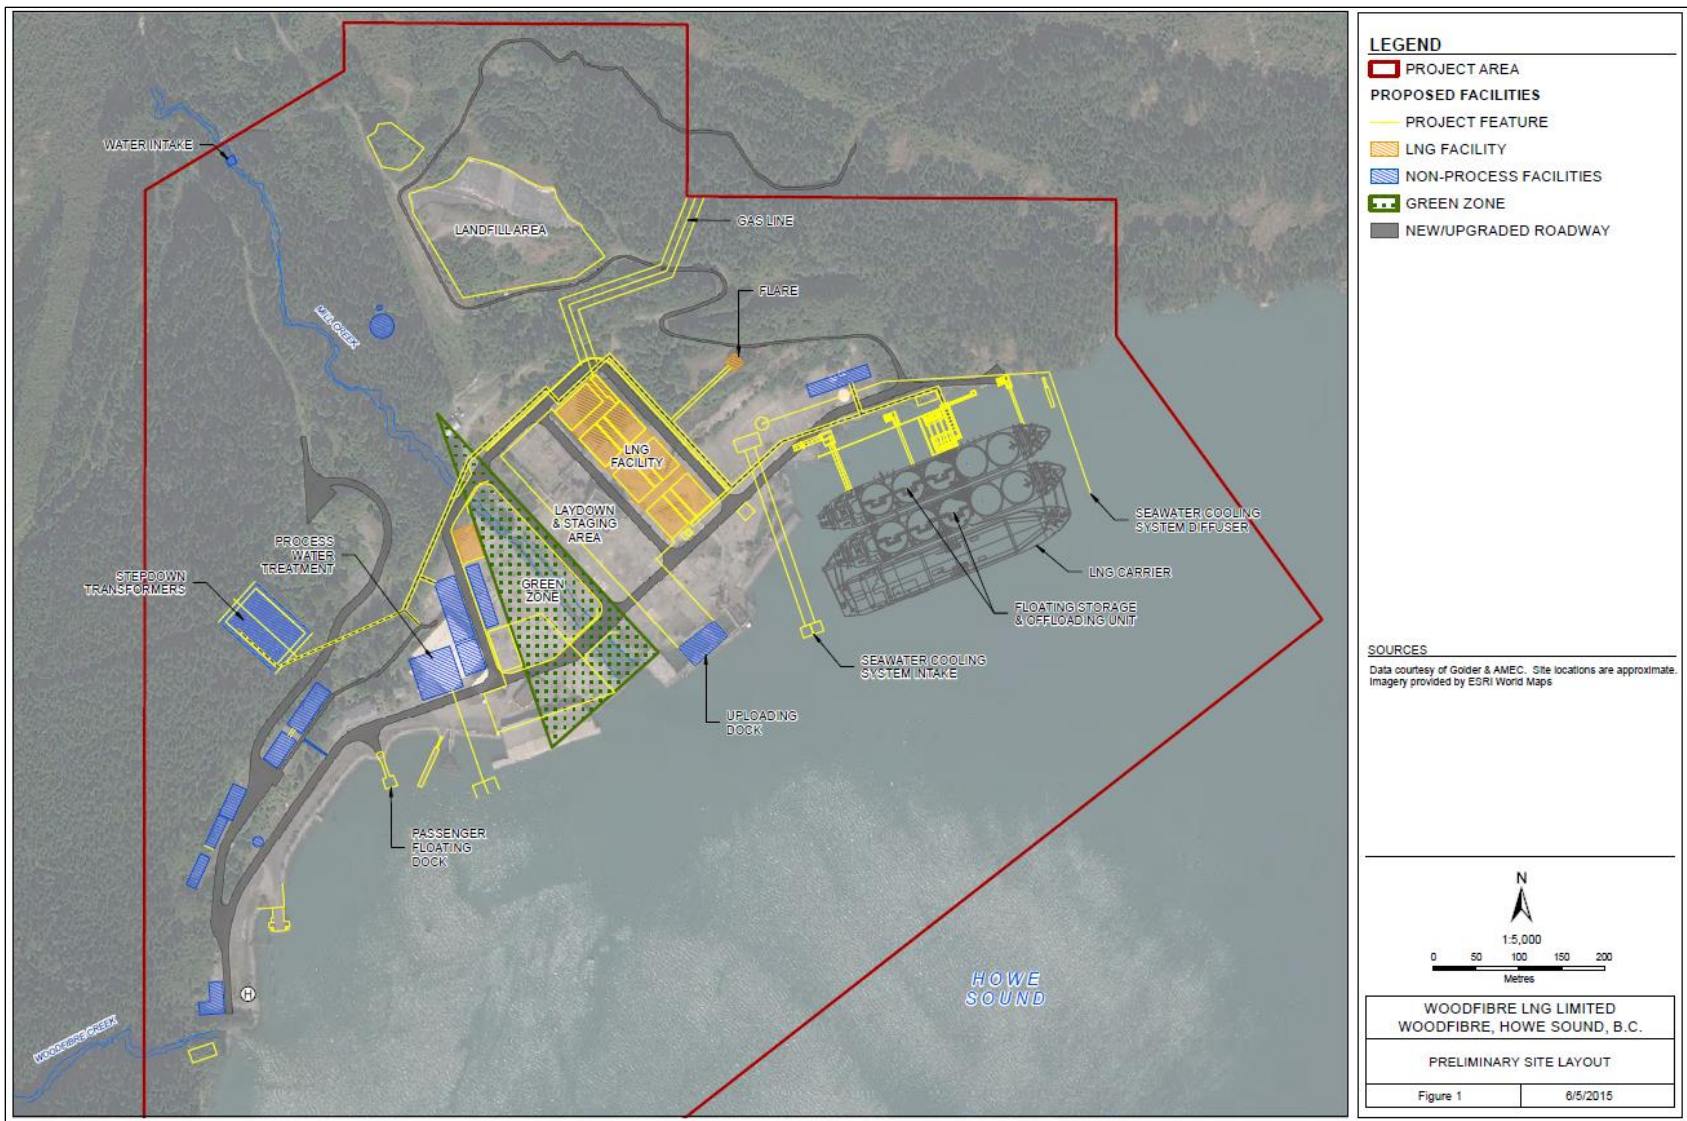 WATER INTAKE
LANDFILL AREA
GAS LINE
FLARE
MILL CREEK
LNG
FACILITY
LAYDOWN
& STAGING
AREA
PROCESS
WATER
TREATMENT
STEPDOWN
TRANSFORMERS
GREEN
ZONE
SEAWATER COOLING
SYSTEM DIFFUSER
LNG CARRIER
FLOATING STORAGE
& OFFLOADING UNIT
SEAWATER COOLING
SYSTEM INTAKE
UPLOADING
DOCK
PASSENGER
FLOATING
DOCK
HOWE
SOUND
H
WOODFIBRE CREEK
LEGEND
PROJECT AREA
PROPOSED FACILITIES
PROJECT FEATURE
LNG FACILITY
NON-PROCESS FACILITIES
GREEN ZONE
NEW/UPGRADED ROADWAY
SOURCES
Data courtesy of Golder & AMEC. Site locations are approximate.
Imagery provided by ESRI World Maps
N
1:5,000
0 50 100 150 200
Metres
WOODFIBRE LNG LIMITED
WOODFIBRE, HOWE SOUND, B.C.
PRELIMINARY SITE LAYOUT
Figure 1
6/5/2015